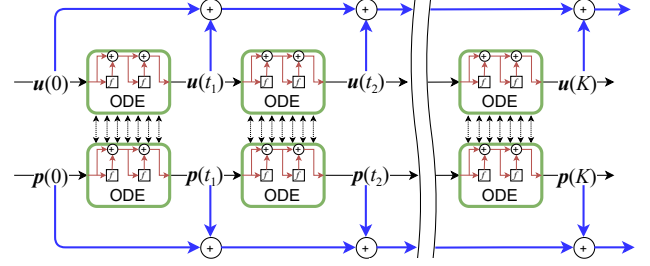 + + +
+ + + + + +
u(0) ∫ ∫ u(t₁) ∫ ∫ u(t₂) ∫ ∫ u(K)
ODE ODE ODE
+ + + + + +
p(0) ∫ ∫ p(t₁) ∫ ∫ p(t₂) ∫ ∫ p(K)
ODE ODE ODE
+ + +